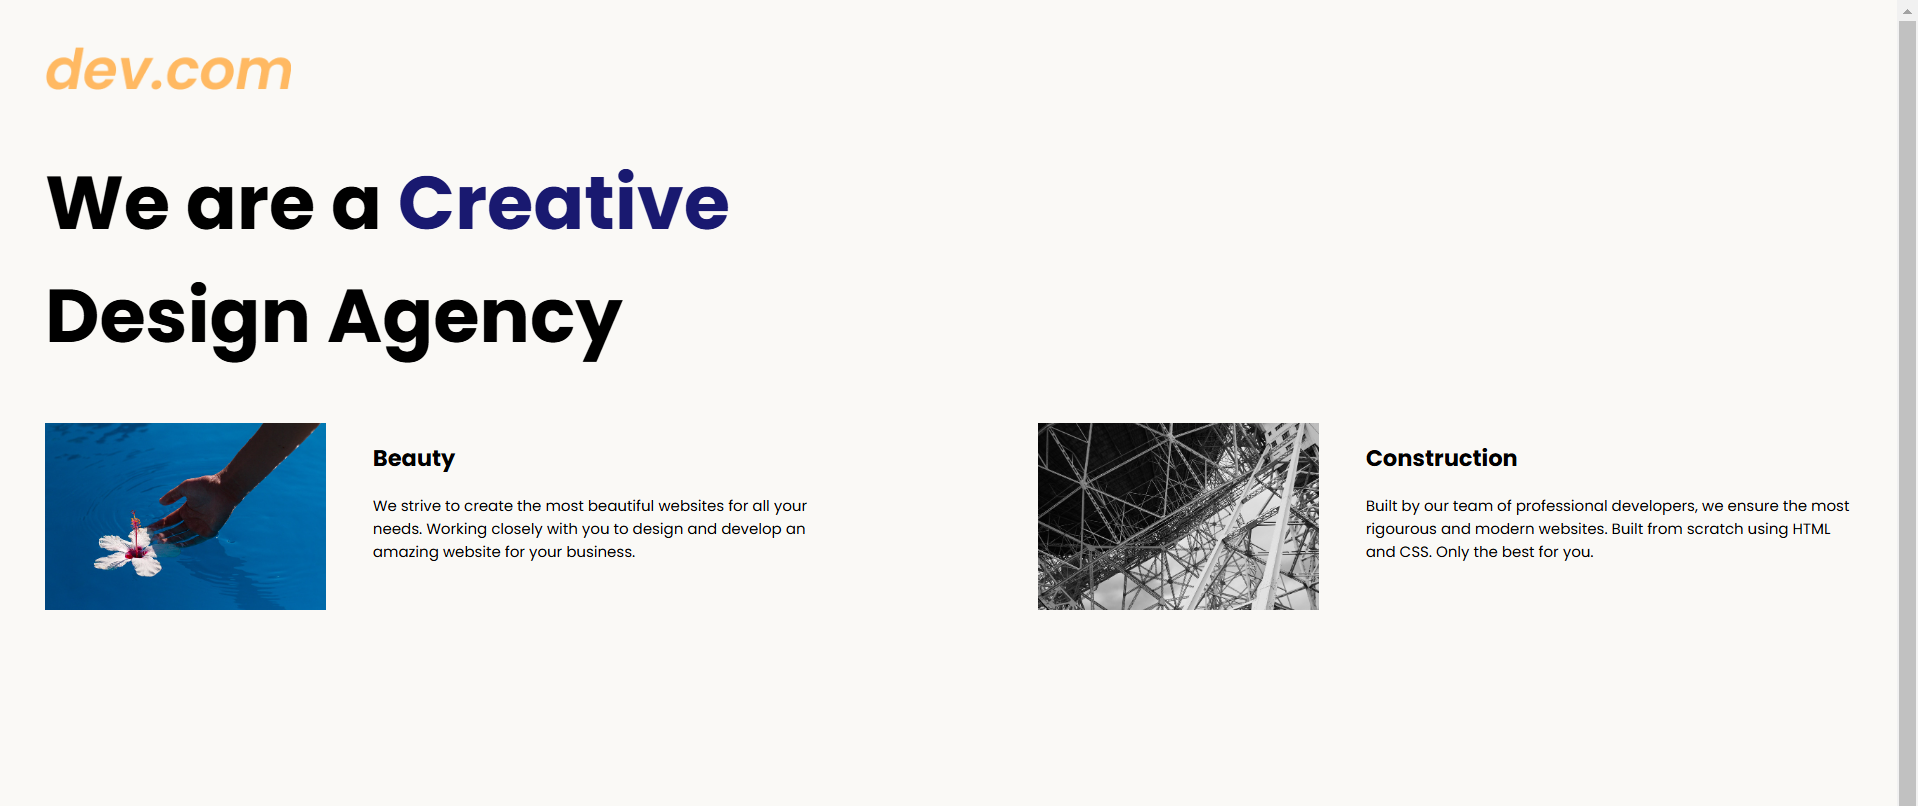 dev.com
We are a Creative
Design Agency
Beauty
We strive to create the most beautiful websites for all your
needs. Working closely with you to design and develop an
amazing website for your business.
Construction
Built by our team of professional developers, we ensure the most
rigourous and modern websites. Built from scratch using HTML
and CSS. Only the best for you.